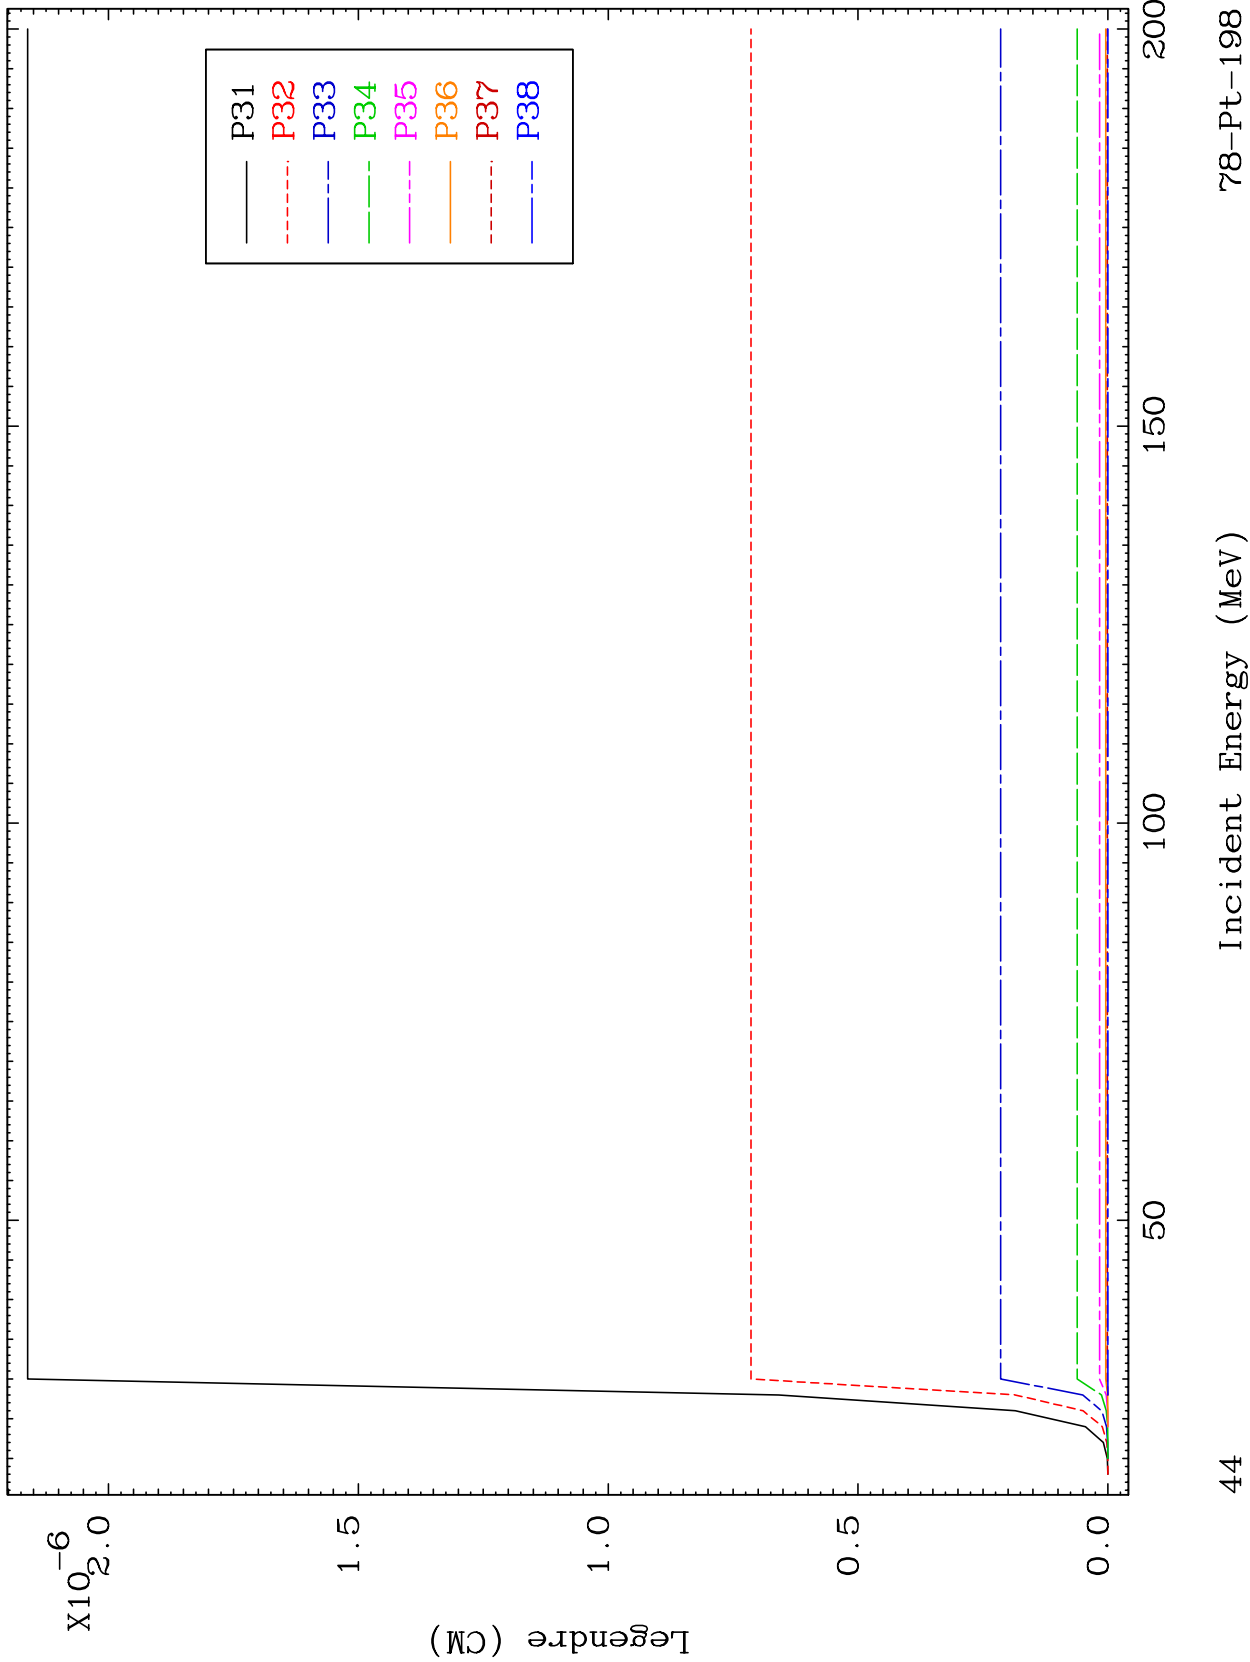 X10-6
2.0
1.5
1.0
0.5
0.0
Legendre (CM)
P31
P32
P33
P34
P35
P36
P37
P38
50
100
150
200
Incident Energy (MeV)
44
78-Pt-198